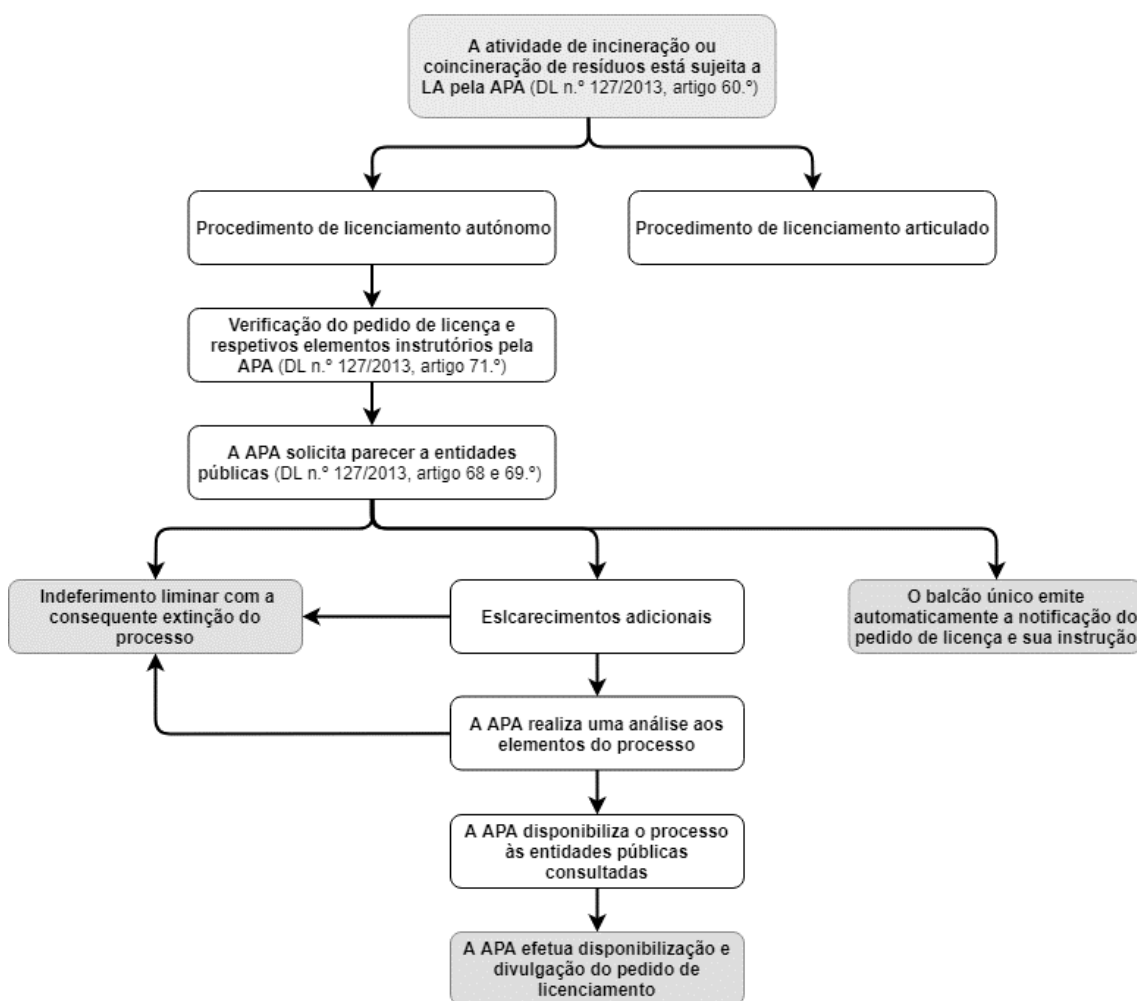 A atividade de incineração ou
coincineração de resíduos está sujeita a
LA pela APA (DL n.º 127/2013, artigo 60.º)
Procedimento de licenciamento autónomo
Procedimento de licenciamento articulado
Verificação do pedido de licença e
respetivos elementos instrutórios pela
APA (DL n.º 127/2013, artigo 71.º)
A APA solicita parecer a entidades
públicas (DL n.º 127/2013, artigo 68 e 69.º)
Indeferimento liminar com a
consequente extinção do
processo
Eslcarecimentos adicionais
O balcão único emite
automaticamente a notificação do
pedido de licença e sua instrução
A APA realiza uma análise aos
elementos do processo
A APA disponibiliza o processo
às entidades públicas
consultadas
A APA efetua disponibilização e
divulgação do pedido de
licenciamento